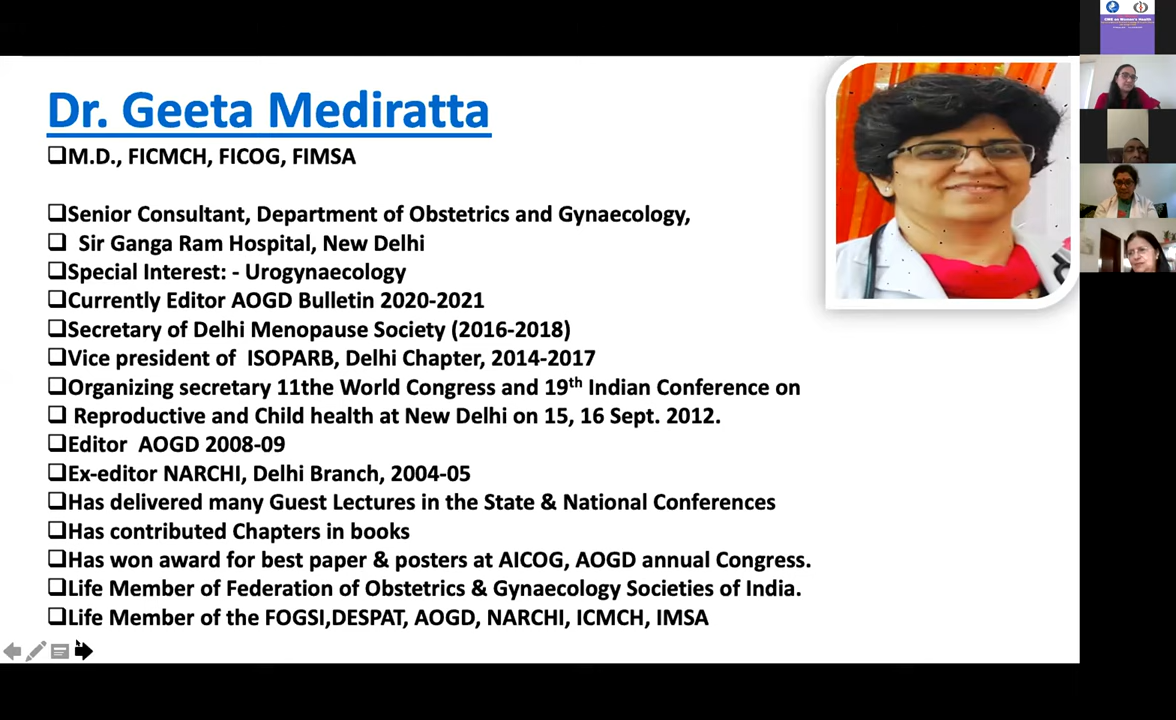 Dr. Geeta Mediratta
❑M.D., FICMCH, FICOG, FIMSA
❑Senior Consultant, Department of Obstetrics and Gynaecology,
❑ Sir Ganga Ram Hospital, New Delhi
❑Special Interest: - Urogynaecology
❑Currently Editor AOGD Bulletin 2020-2021
❑Secretary of Delhi Menopause Society (2016-2018)
❑Vice president of ISOPARB, Delhi Chapter, 2014-2017
❑Organizing secretary 11the World Congress and 19th Indian Conference on
❑ Reproductive and Child health at New Delhi on 15, 16 Sept. 2012.
❑Editor AOGD 2008-09
❑Ex-editor NARCHI, Delhi Branch, 2004-05
❑Has delivered many Guest Lectures in the State & National Conferences
❑Has contributed Chapters in books
❑Has won award for best paper & posters at AICOG, AOGD annual Congress.
❑Life Member of Federation of Obstetrics & Gynaecology Societies of India.
❑Life Member of the FOGSI,DESPAT, AOGD, NARCHI, ICMCH, IMSA
on Women's Health